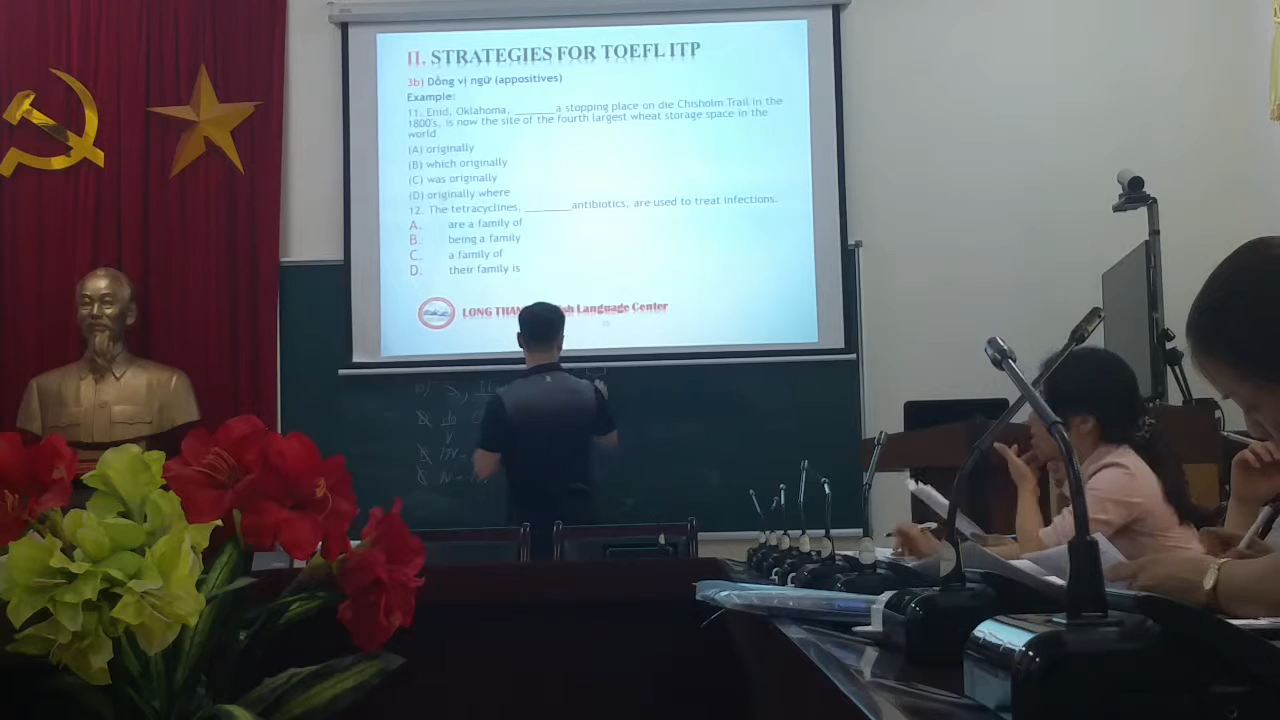 II. STRATEGIES FOR TOEFL ITP
3b) Đồng vị ngữ (appositives)
Example:
11. Enid, Oklahoma, _______a stopping place on die Chisholm Trail in the
1800's, is now the site of the fourth largest wheat storage space in the
world
(A) originally
(B) which originally
(C) was originally
(D) originally where
12. The tetracyclines, _______antibiotics, are used to treat infections.
A. are a family of
B. being a family
C. a family of
D. their family is
LONG THAN Language Center